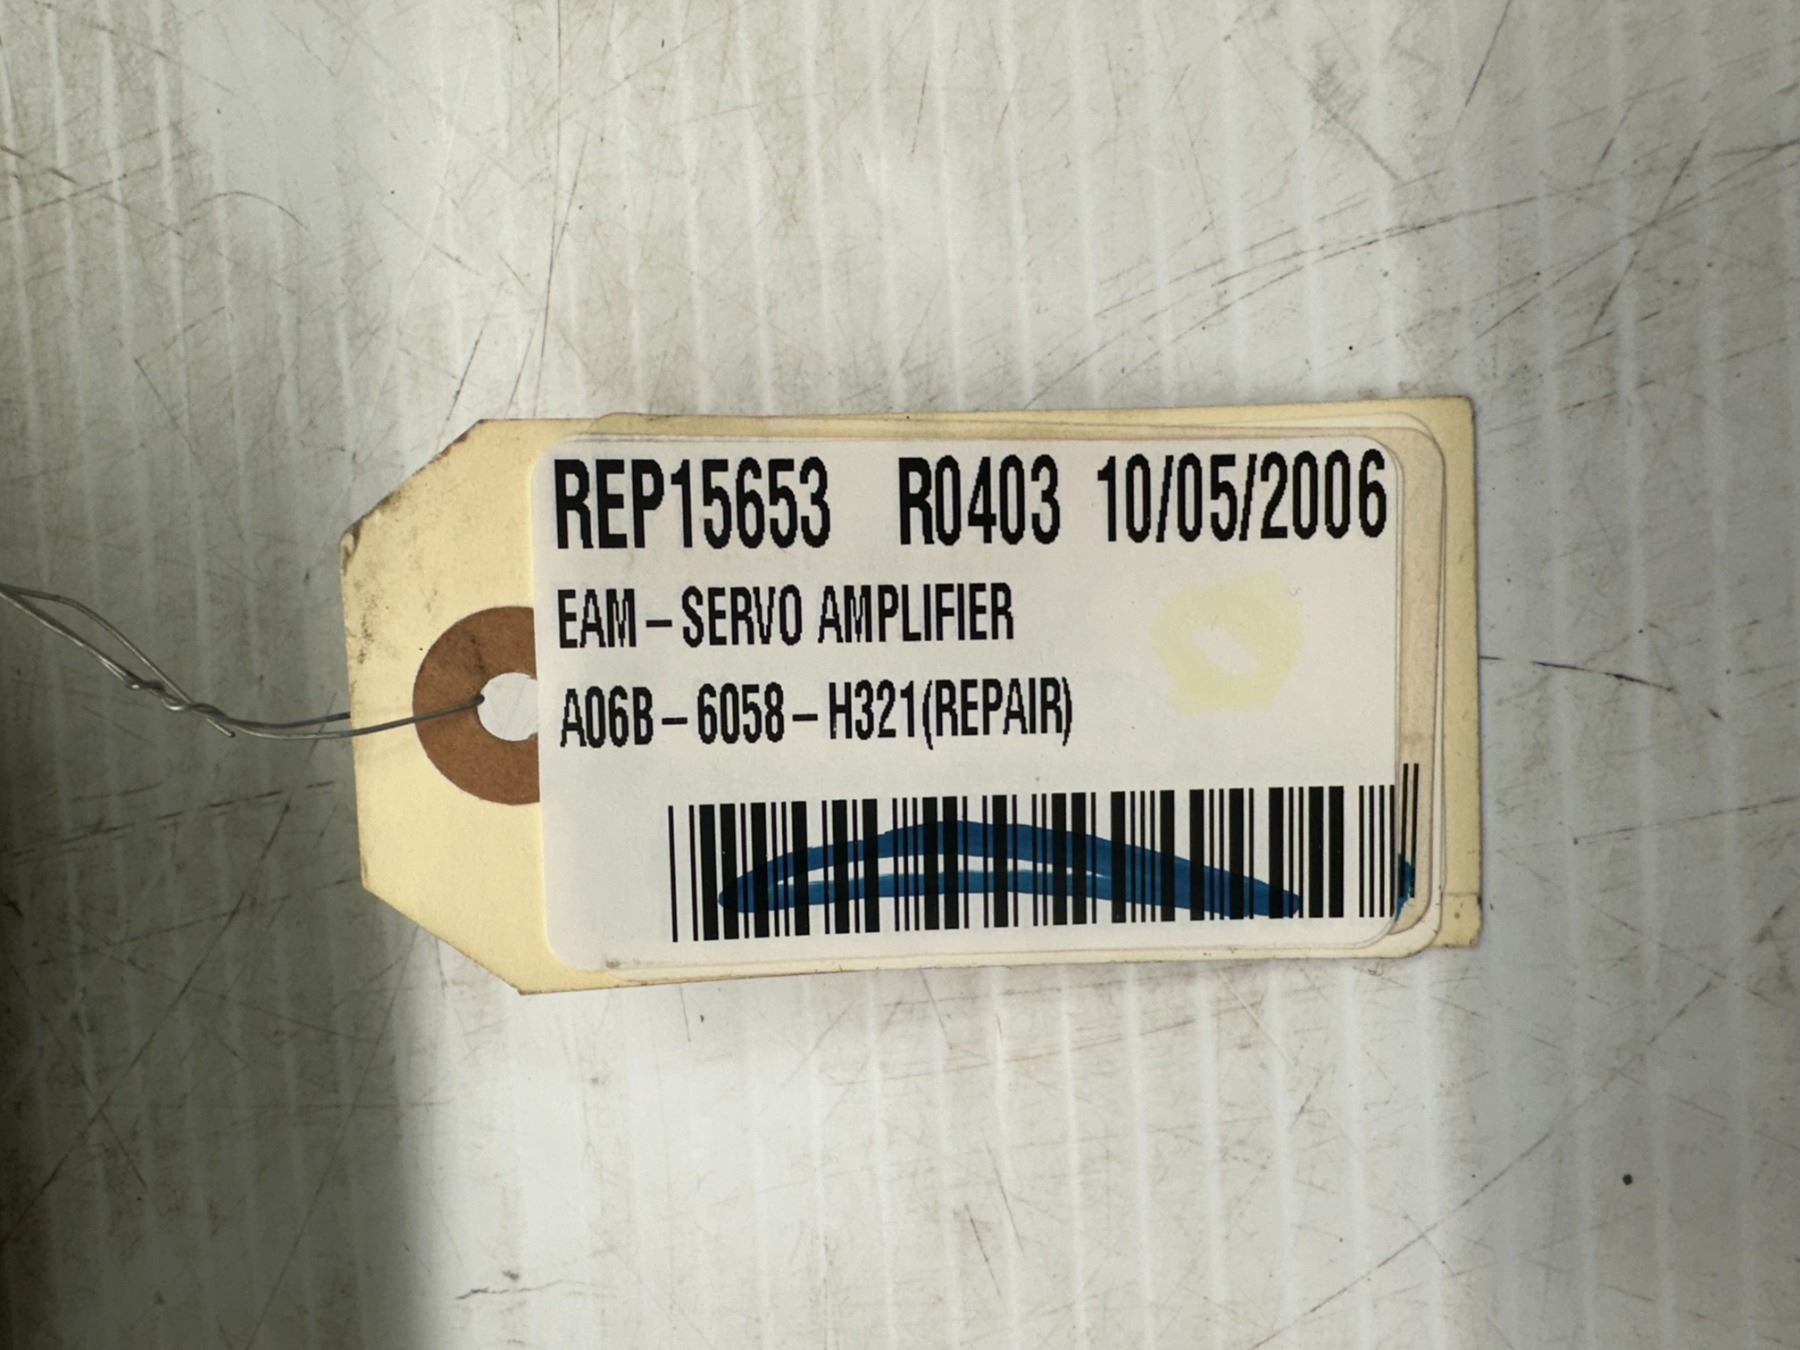 REP15653 R0403 10/05/2006
EAM-SERVO AMPLIFIER
A06B-6058-H321(REPAIR)